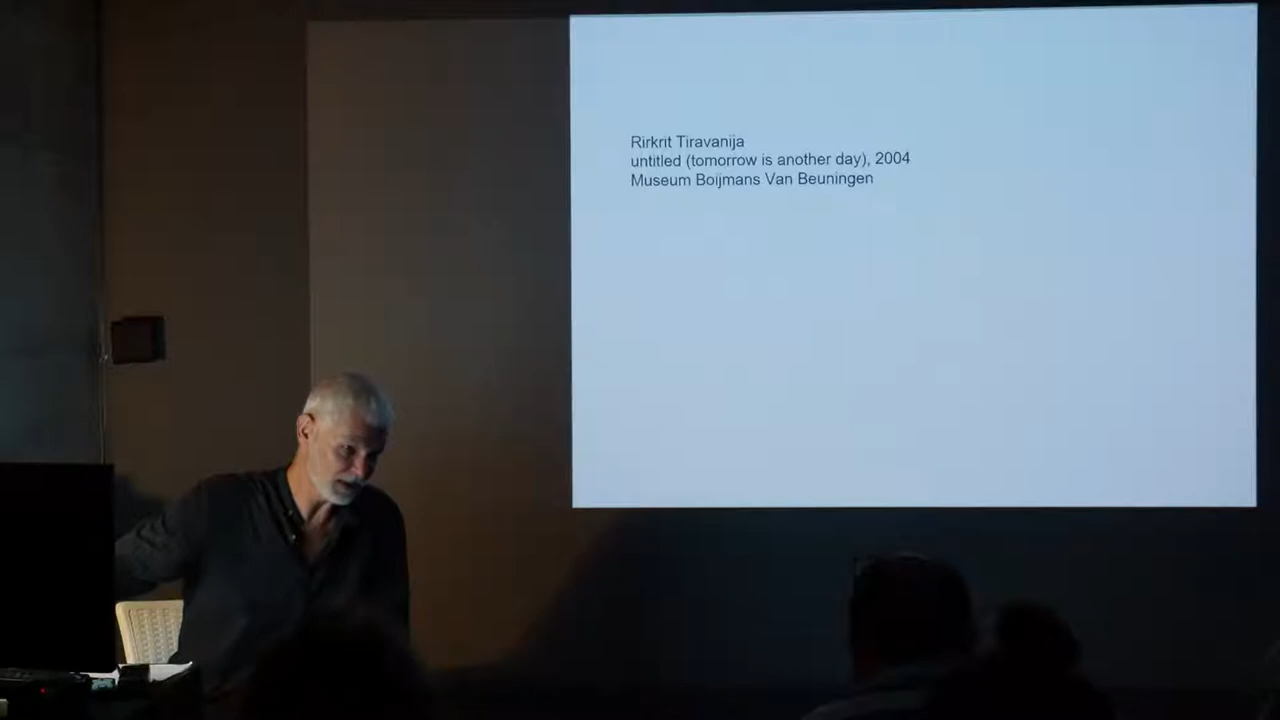 Rirkrit Tiravanija
untitled (tomorrow is another day), 2004
Museum Boijmans Van Beuningen